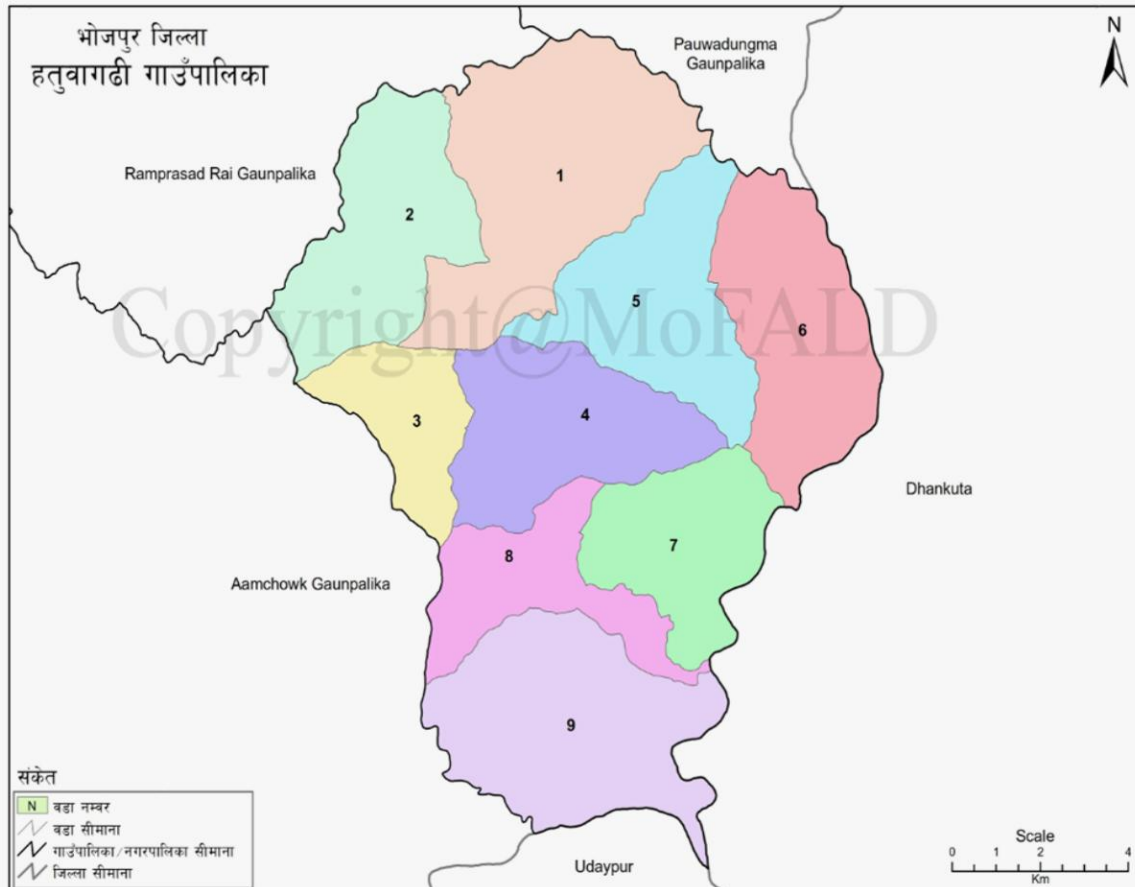 भोजपुर जिल्ला
हतुवागढी गाउँपालिका
Pauwadungma
Gaunpalika
N
Ramprasad Rai Gaunpalika
1
2
5
6
Copyright@MoFALD
3
4
Dhankuta
7
8
Aamchowk Gaunpalika
9
संकेत
N वडा नम्बर
वडा सीमाना
गाउँपालिका/नगरपालिका सीमाना
जिल्ला सीमाना
Udaypur
Scale
0 1 2 4
Km